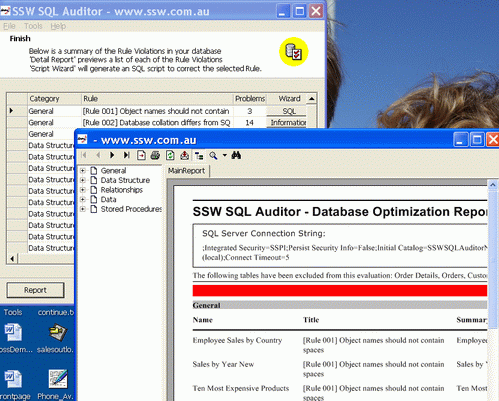 SSW SQL Auditor - www.ssw.com.au
File Tools Help
Finish
Below is a summary of the Rule Violations in your database
'Detail Report' previews a list of each of the Rule Violations
'Script Wizard' will generate an SQL script to correct the selected Rule.
Category Rule Problems Wizard
General [Rule 001] Object names should not contain 3 SQL
General [Rule 002] Database collation differs from SQ 14 Information
General
Data Structure
Data Structure
Data Structure
Data Structure
Data Structure
Data Structure
Data Structure
Data Structure
Data Structure
Report
- www.ssw.com.au
General
Data Structure
Relationships
Data
Stored Procedures
MainReport
SSW SQL Auditor - Database Optimization Repor
SQL Server Connection String:
;Integrated Security=SSPI;Persist Security Info=False;Initial Catalog=SSWSQLAuditorN
(local);Connect Timeout=5
The following tables have been excluded from this evaluation: Order Details, Orders, Custo
General
Name Title Summar
Employee Sales by Country [Rule 001] Object names should not contain
spaces
Sales by Year New [Rule 001] Object names should not contain
spaces
Ten Most Expensive Products [Rule 001] Object names should not contain
spaces
Tools continue.t
ossDem... salesoutlo.
rontpage Phone_Av.